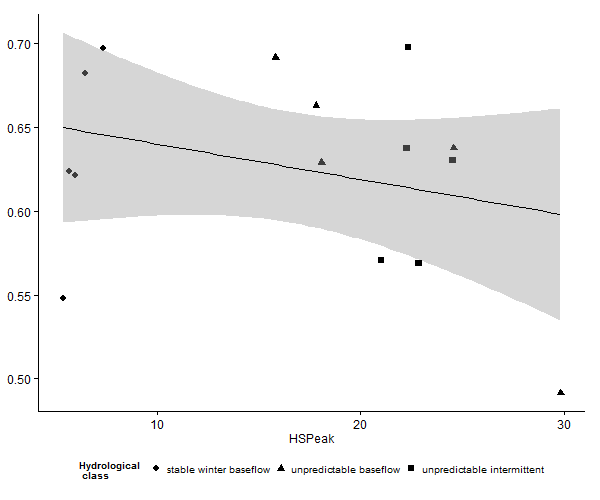 0.70
0.65
0.60
0.55
0.50
10 20 30
HSPeak
Hydrological
class
stable winter baseflow unpredictable baseflow unpredictable intermittent